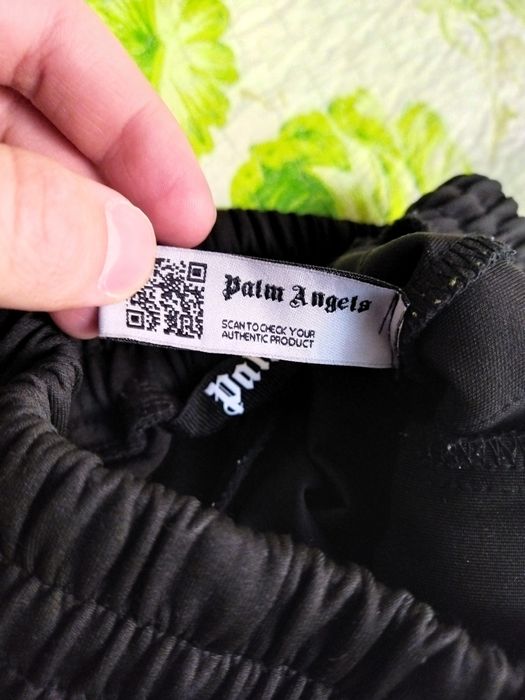 Palm Angels
SCAN TO CHECK YOUR
AUTHENTIC PRODUCT